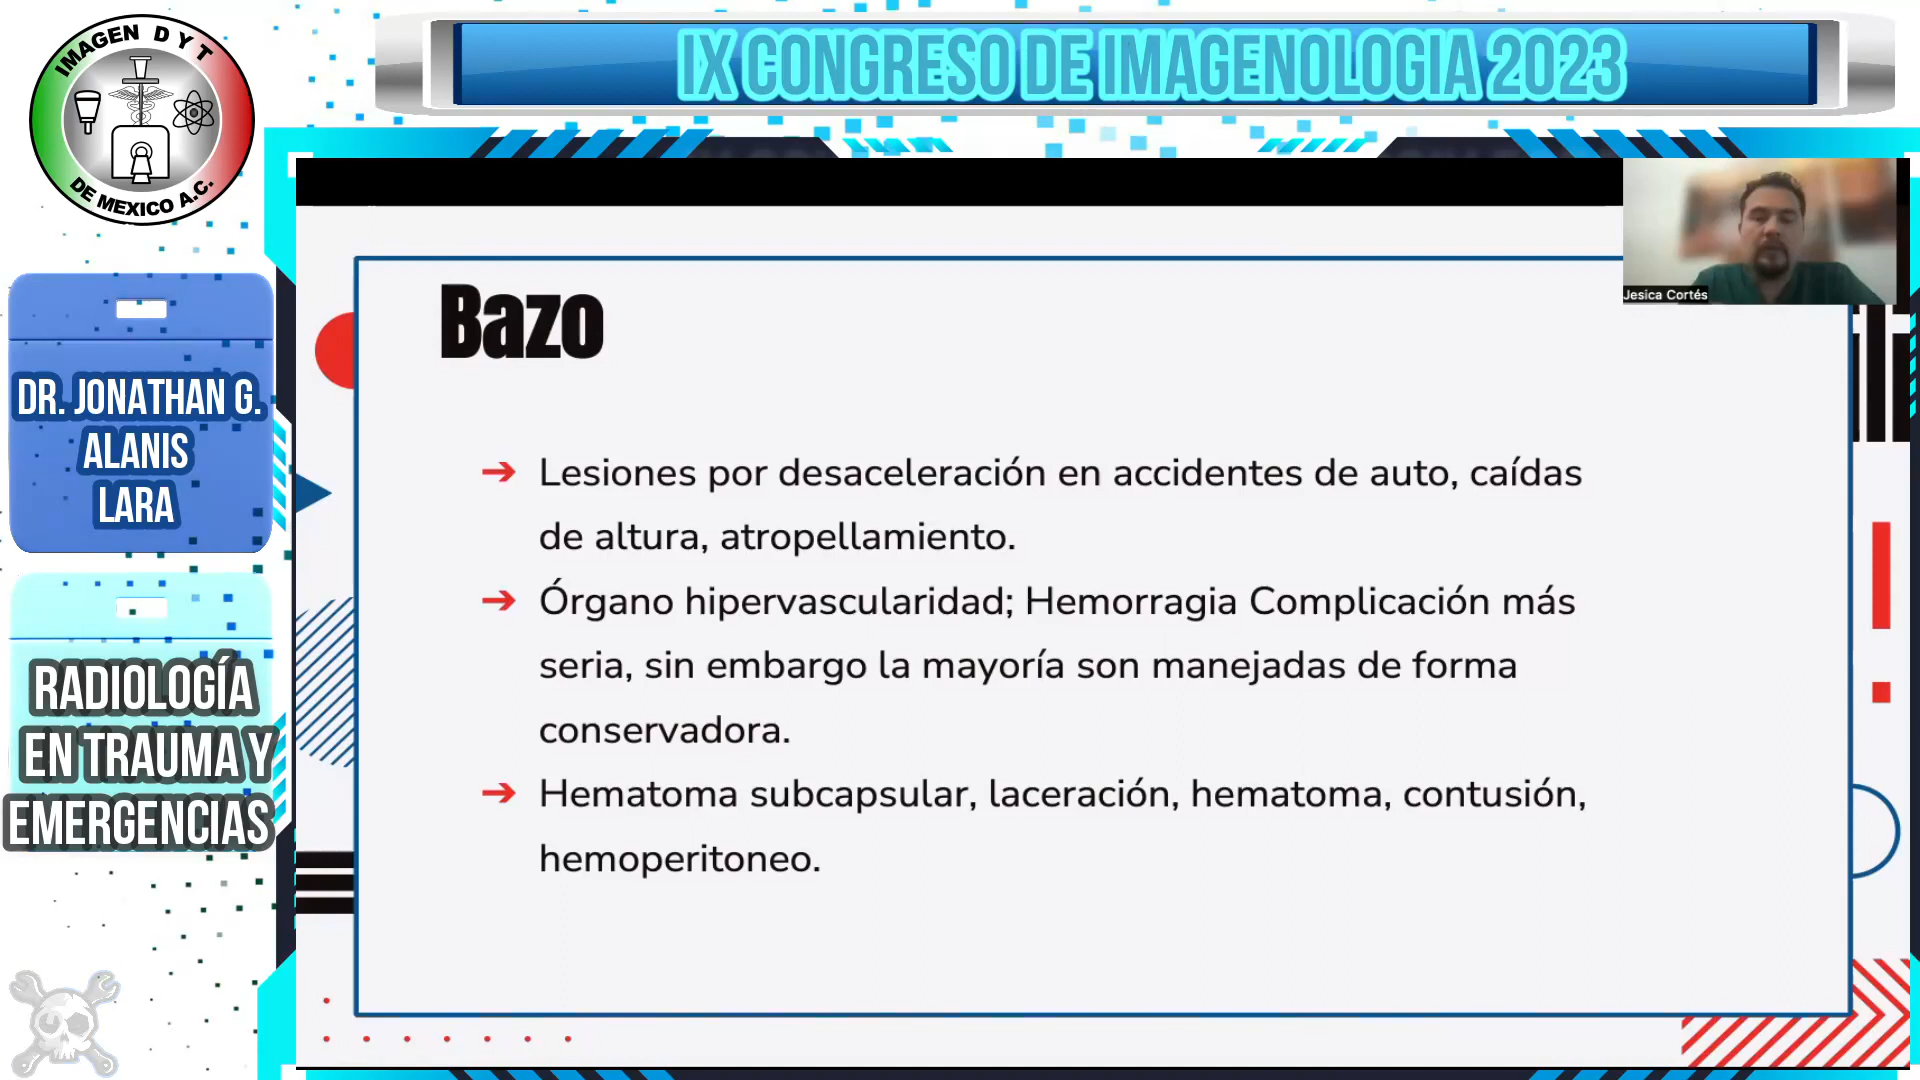 IMAGEN D Y T
DE MEXICO A.C.
IX CONGRESO DE IMAGENOLOGIA 2023
DR. JONATHAN G.
ALANIS
LARA
RADIOLOGÍA
EN TRAUMA Y
EMERGENCIAS
Jesica Cortés
Bazo
➔ Lesiones por desaceleración en accidentes de auto, caídas
de altura, atropellamiento.
➔ Órgano hipervascularidad; Hemorragia Complicación más
seria, sin embargo la mayoría son manejadas de forma
conservadora.
➔ Hematoma subcapsular, laceración, hematoma, contusión,
hemoperitoneo.